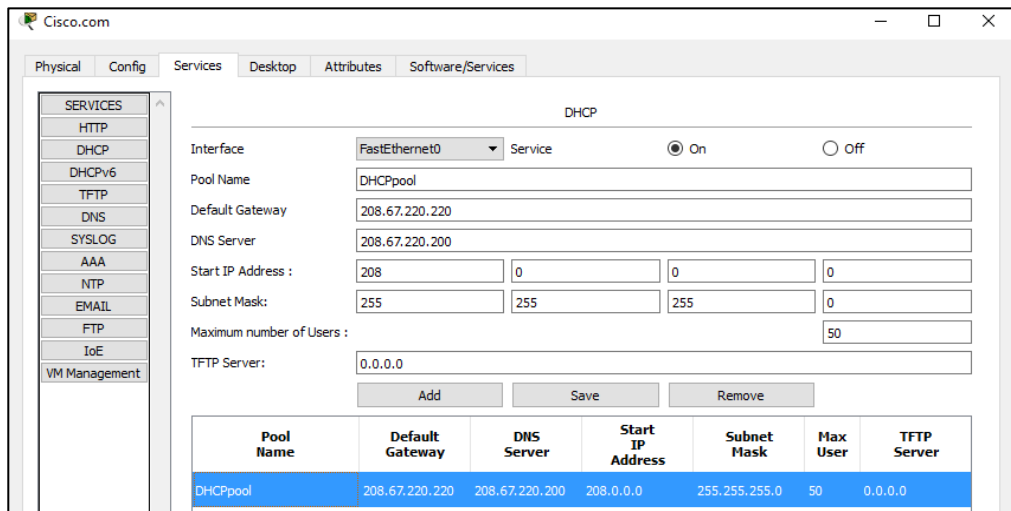 Cisco.com
Physical Config Services Desktop Attributes Software/Services
SERVICES
HTTP
DHCP
DHCPv6
TFTP
DNS
SYSLOG
AAA
NTP
EMAIL
FTP
IoE
VM Management
DHCP
Interface FastEthernet0 Service On Off
Pool Name DHCPpool
Default Gateway 208.67.220.220
DNS Server 208.67.220.200
Start IP Address : 208 0 0 0
Subnet Mask: 255 255 255 0
Maximum number of Users : 50
TFTP Server: 0.0.0.0
Add Save Remove
Pool Name Default Gateway DNS Server Start IP Address Subnet Mask Max User TFTP Server
DHCPpool 208.67.220.220 208.67.220.200 208.0.0.0 255.255.255.0 50 0.0.0.0